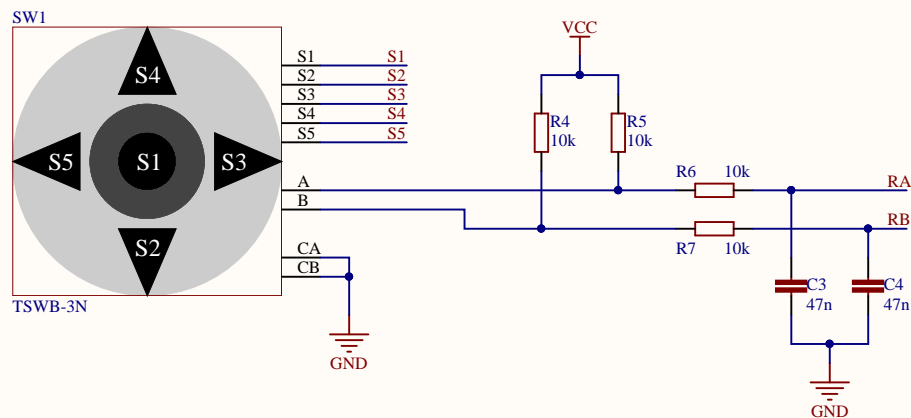 SW1
S4
S5
S1
S3
S2
TSWB-3N
S1 S1
S2 S2
S3 S3
S4 S4
S5 S5
A
B
CA
CB
GND
VCC
R4
10k
R5
10k
R6 10k
R7 10k
RA
RB
C3
47n
C4
47n
GND